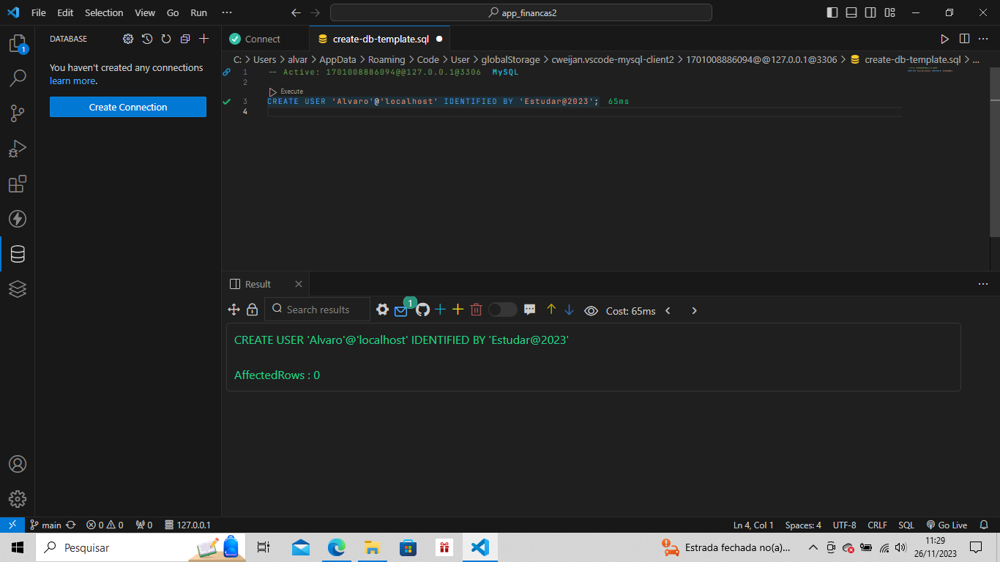 File Edit Selection View Go Run ···
app_financas2
DATABASE
You haven't created any connections
learn more.
Create Connection
1
Connect
create-db-template.sql
C: > Users > alvar > AppData > Roaming > Code > User > globalStorage > cweijan.vscode-mysql-client2 > 1701008886094@@127.0.0.1@3306 > create-db-template.sql > ...
1 -- Active: 1701008886094@@127.0.0.1@3306 MySQL
2
Execute
3 CREATE USER 'Alvaro'@'localhost' IDENTIFIED BY 'Estudar@2023'; 65ms
4
Result
Search results
1
Cost: 65ms
CREATE USER 'Alvaro'@'localhost' IDENTIFIED BY 'Estudar@2023'
AffectedRows : 0
main 0 0 0 127.0.0.1
Ln 4, Col 1 Spaces: 4 UTF-8 CRLF SQL Go Live
Pesquisar
Estrada fechada no(a)...
11:29
26/11/2023